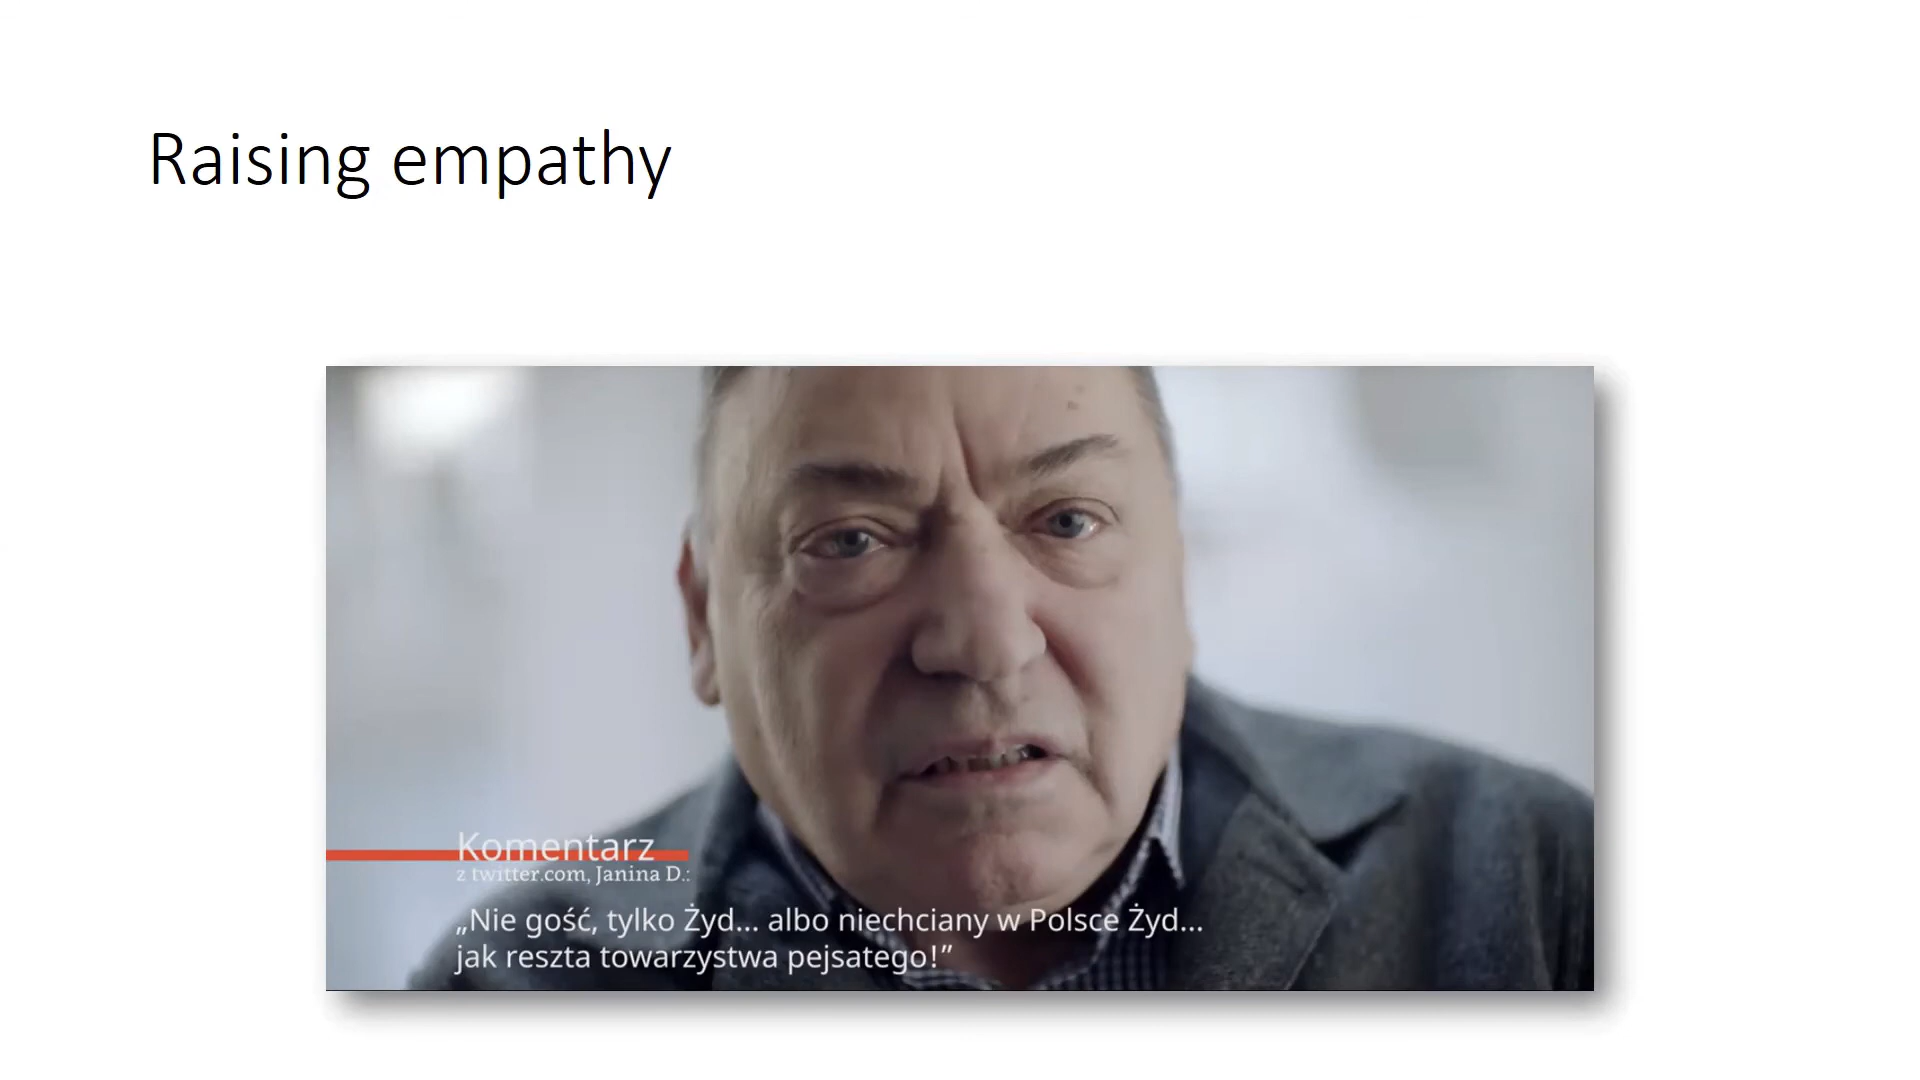 Raising empathy
Komentarz
z twitter.com, Janina D.:
„Nie gość, tylko Żyd... albo niechciany w Polsce Żyd...
jak reszta towarzystwa pejsatego!”